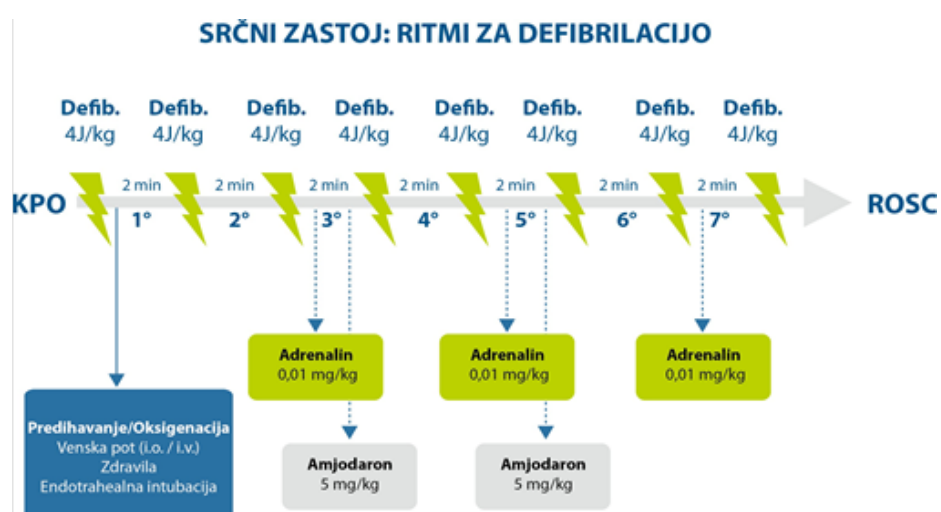 SRČNI ZASTOJ: RITMI ZA DEFIBRILACIJO
Defib. Defib. Defib. Defib. Defib. Defib. Defib. Defib.
4J/kg 4J/kg 4J/kg 4J/kg 4J/kg 4J/kg 4J/kg 4J/kg
2 min 2 min 2 min 2 min 2 min 2 min 2 min
KPO ROSC
1° 2° 3° 4° 5° 6° 7°
Adrenalin Adrenalin Adrenalin
0,01 mg/kg 0,01 mg/kg 0,01 mg/kg
Predihavanje/Oksigenacija
Venska pot (i.o. / i.v.)
Zdravila
Endotrahealna intubacija
Amjodaron Amjodaron
5 mg/kg 5 mg/kg